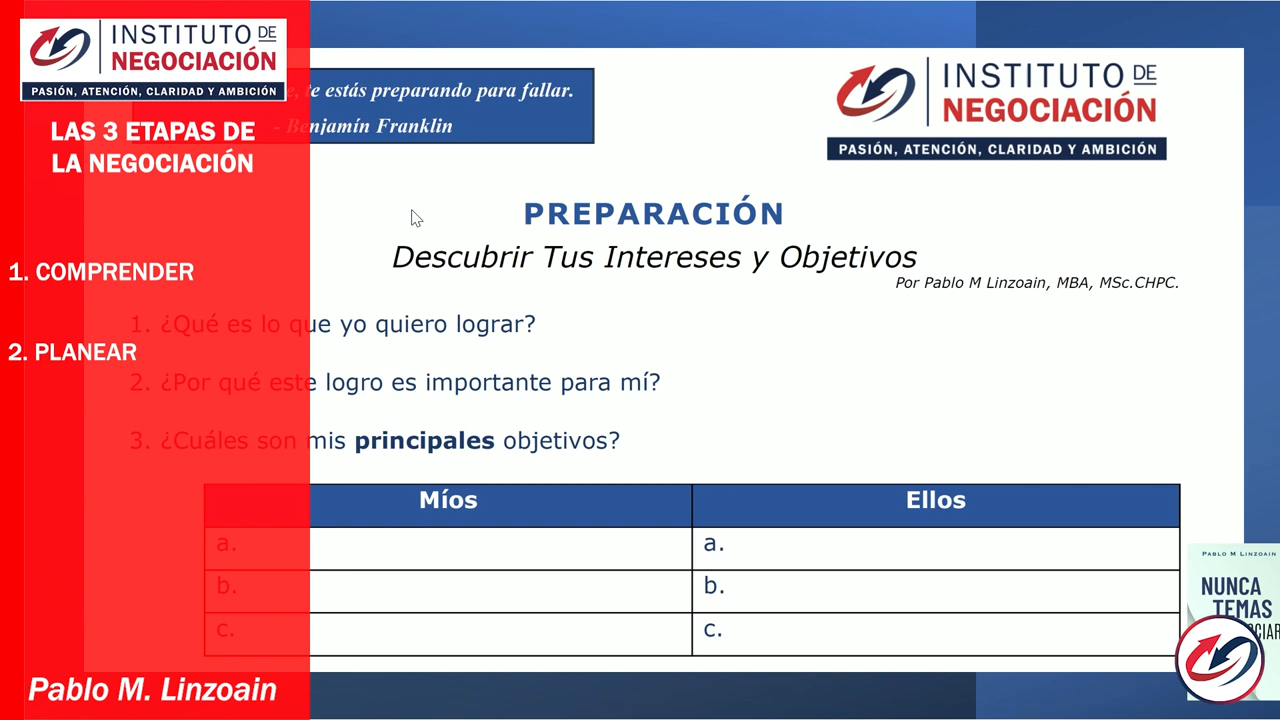 INSTITUTO DE
NEGOCIACIÓN
PASIÓN, ATENCIÓN, CLARIDAD Y AMBICIÓN
LAS 3 ETAPAS DE
LA NEGOCIACIÓN
1. COMPRENDER
2. PLANEAR
Pablo M. Linzoain
te estás preparando para fallar.
- Benjamín Franklin
INSTITUTO DE
NEGOCIACIÓN
PASIÓN, ATENCIÓN, CLARIDAD Y AMBICIÓN
PREPARACIÓN
Descubrir Tus Intereses y Objetivos
Por Pablo M Linzoain, MBA, MSc.CHPC.
1. ¿Qué es lo que yo quiero lograr?
2. ¿Por qué este logro es importante para mí?
3. ¿Cuáles son mis principales objetivos?
Míos Ellos
a. a.
b. b.
c. c.
PABLO M LINZOAIN
NUNCA
TEMAS